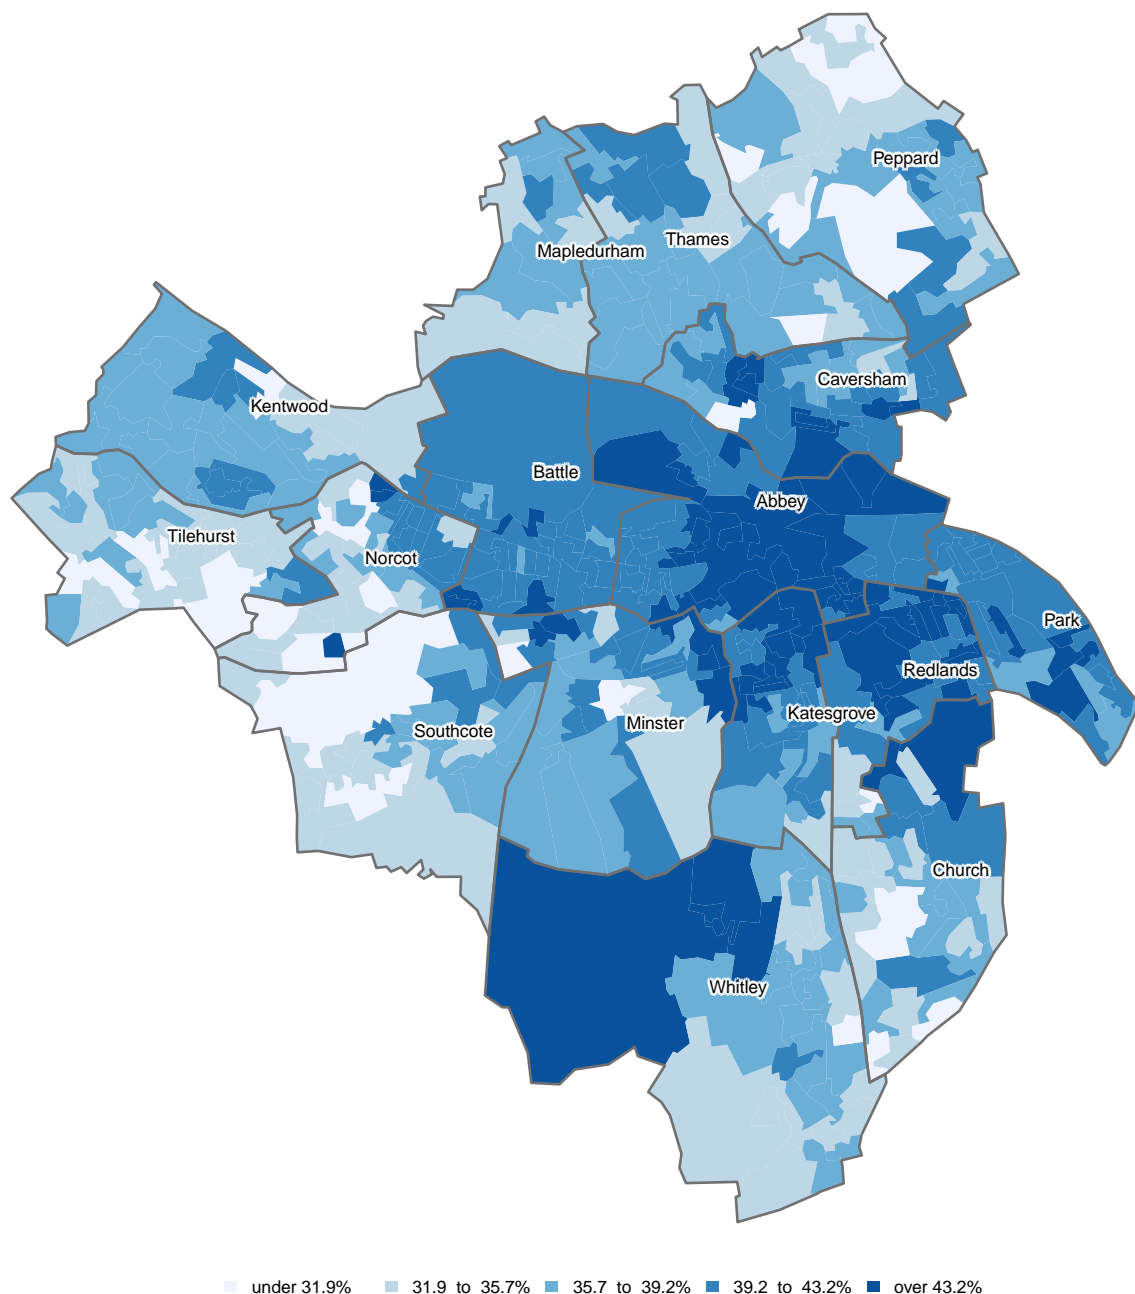 Peppard
Thames
Mapledurham
Caversham
Kentwood
Battle
Abbey
Tilehurst
Norcot
Park
Redlands
Katesgrove
Minster
Southcote
Church
Whitley
under 31.9% 31.9 to 35.7% 35.7 to 39.2% 39.2 to 43.2% over 43.2%